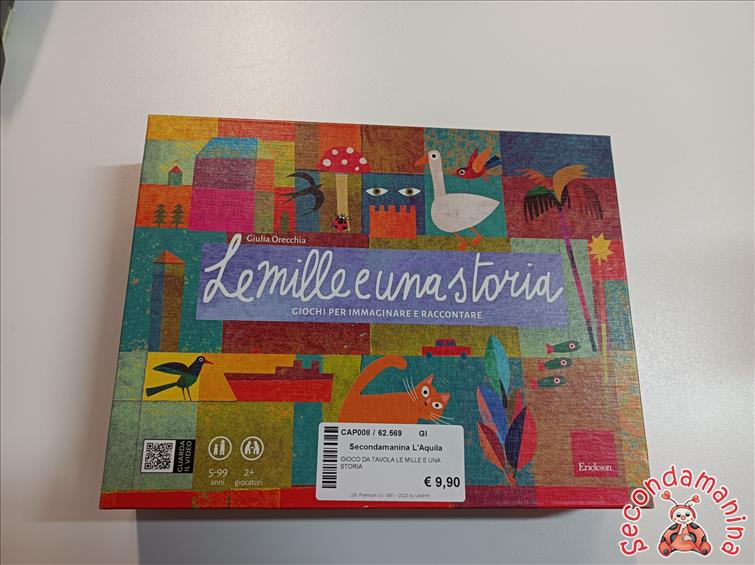 Giulia Orecchia
Le mille e una storia
GIOCHI PER IMMAGINARE E RACCONTARE
GUARDA
IL VIDEO
5-99
anni
2+
giocatori
CAP008 / 62.569 GI
Secondamanina L'Aquila
GIOCO DA TAVOLA LE MILLE E UNA
STORIA
€ 9,90
Erickson
Secondamanina